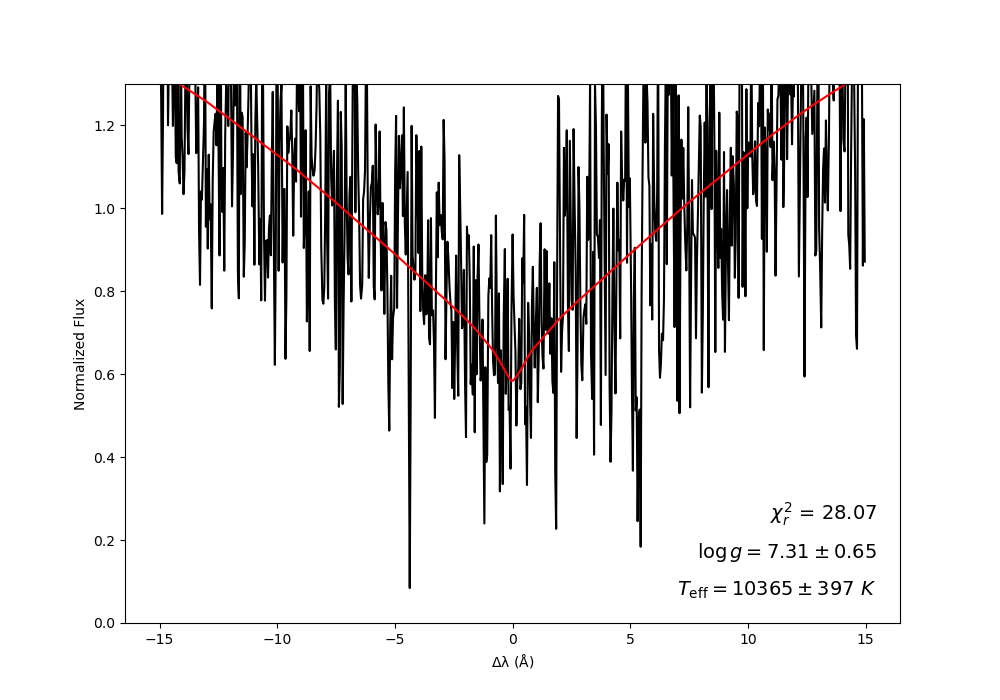 1.2
1.0
0.8
0.6
0.4
0.2
0.0
Normalized Flux
χ²ᵣ = 28.07
log g = 7.31 ± 0.65
T_eff = 10365 ± 397 K
−15 −10 −5 0 5 10 15
Δλ (Å)